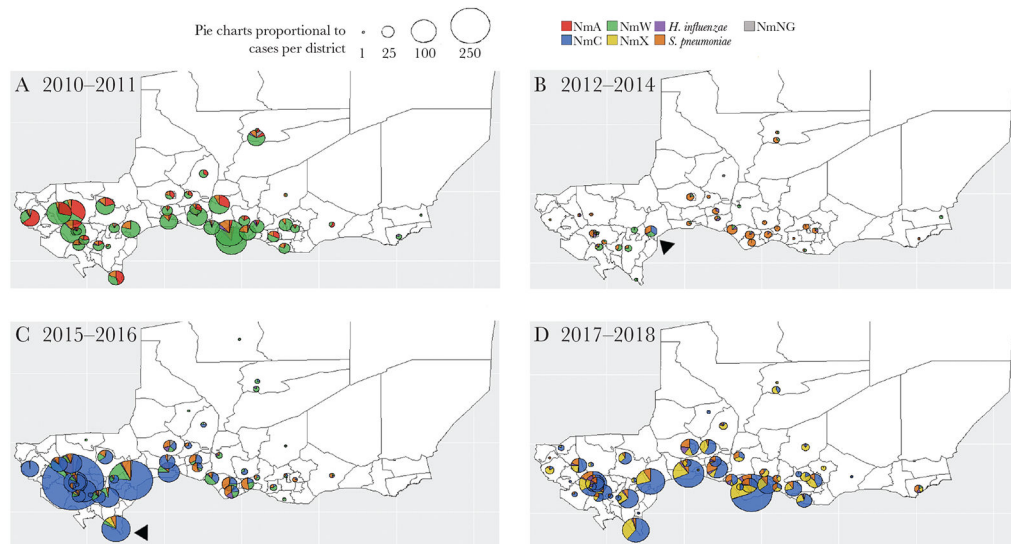 Pie charts proportional to
cases per district
1 25 100 250
NmA NmW H. influenzae NmNG
NmC NmX S. pneumoniae
A 2010–2011
B 2012–2014
C 2015–2016
D 2017–2018